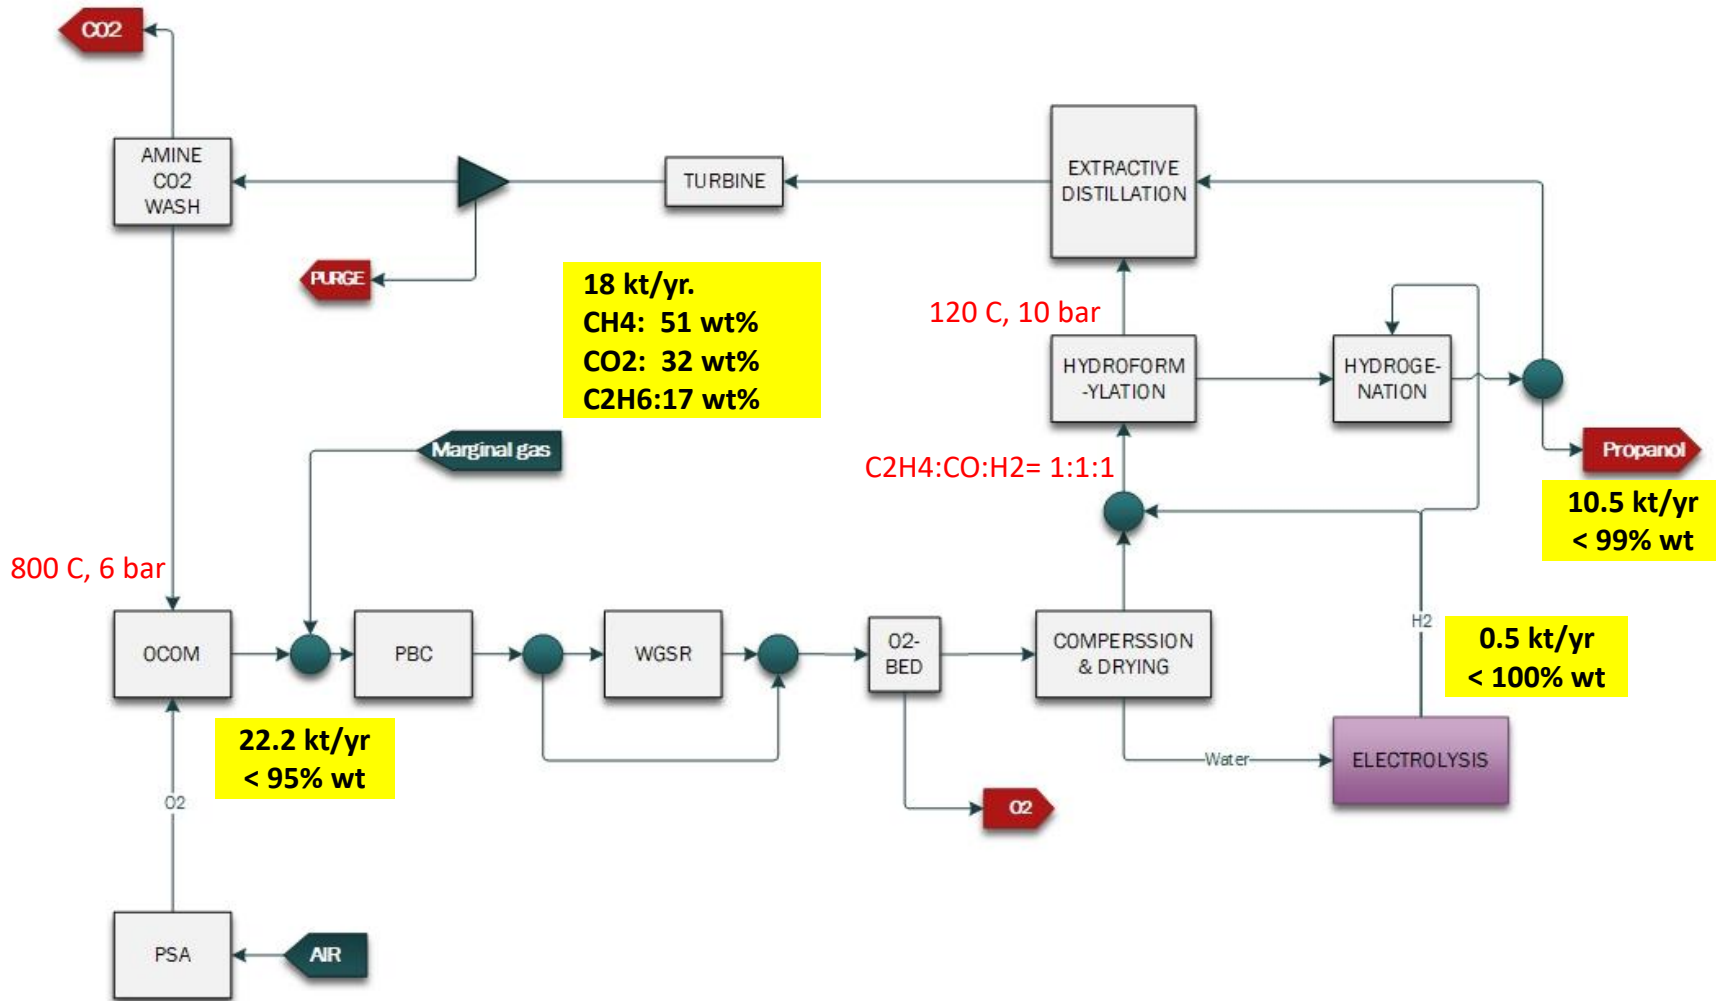 CO2
AMINE
CO2
WASH
TURBINE
EXTRACTIVE
DISTILLATION
PURGE
18 kt/yr.
CH4: 51 wt%
CO2: 32 wt%
C2H6:17 wt%
120 C, 10 bar
HYDROFORM
-YLATION
HYDROGE-
NATION
Marginal gas
C2H4:CO:H2= 1:1:1
Propanol
10.5 kt/yr
< 99% wt
800 C, 6 bar
OCOM
PBC
WGSR
O2-
BED
COMPERSSION
& DRYING
H2
0.5 kt/yr
< 100% wt
22.2 kt/yr
< 95% wt
Water
ELECTROLYSIS
O2
O2
PSA
AIR